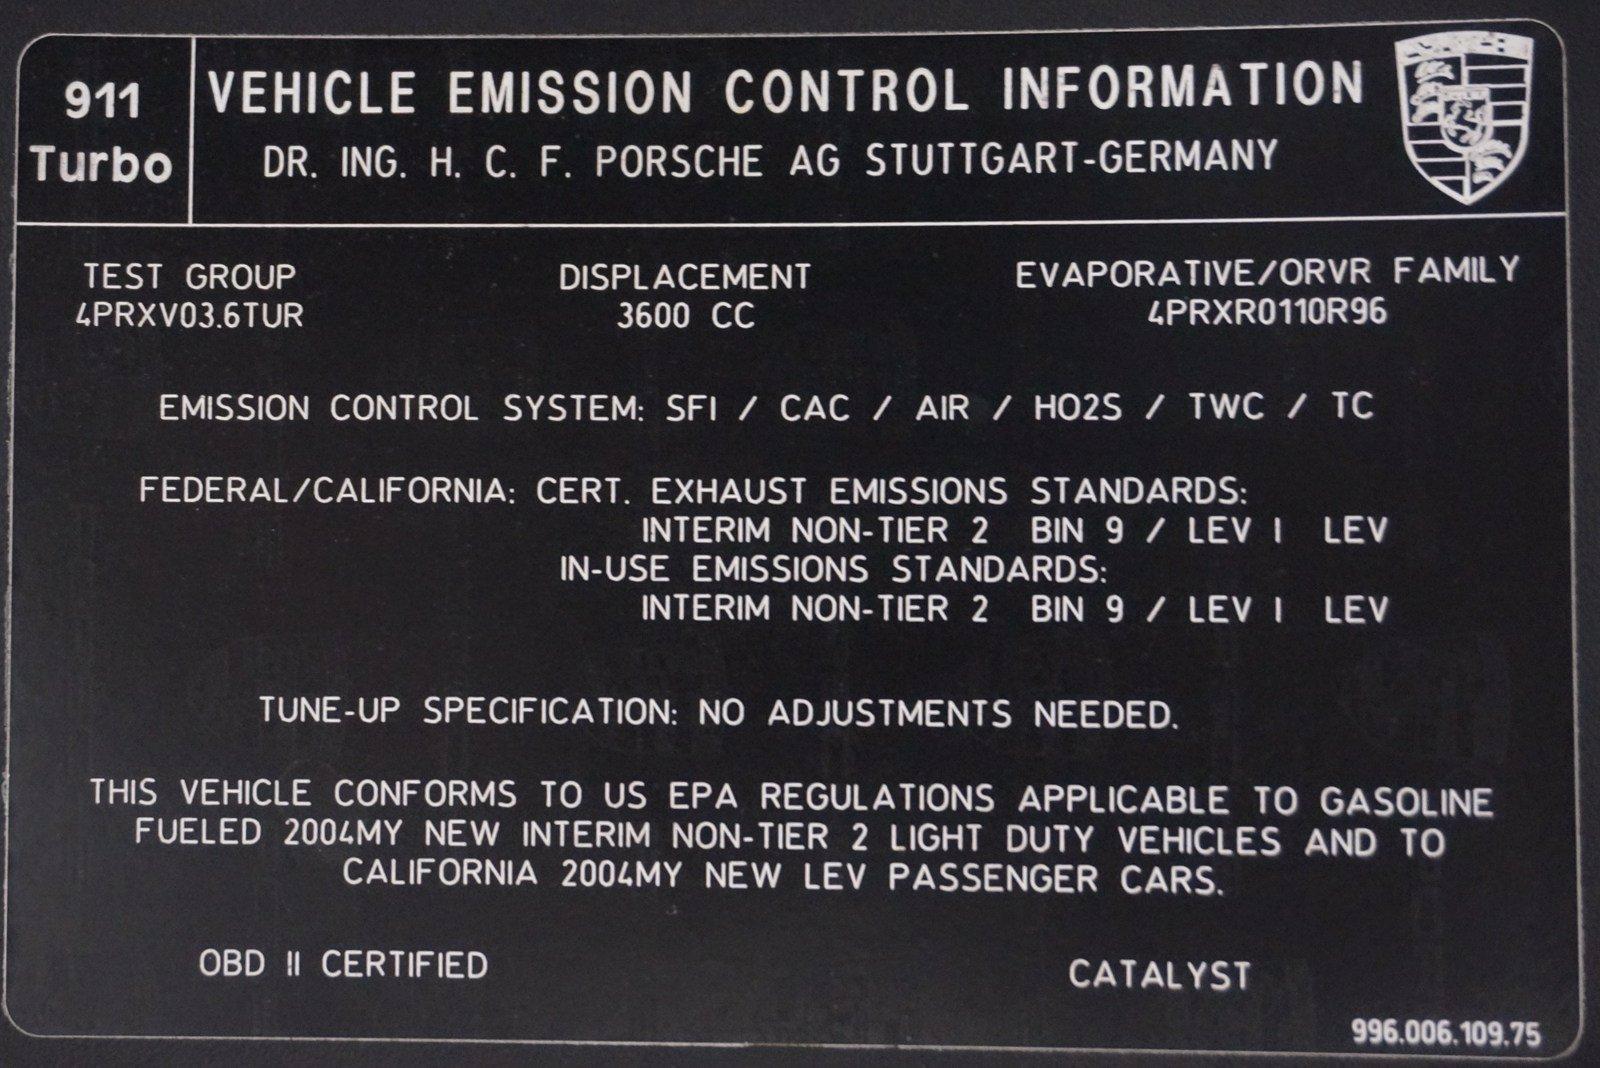 911
Turbo
VEHICLE EMISSION CONTROL INFORMATION
DR. ING. H. C. F. PORSCHE AG STUTTGART-GERMANY
PORSCHE
TEST GROUP
4PRXV03.6TUR
DISPLACEMENT
3600 CC
EVAPORATIVE/ORVR FAMILY
4PRXR0110R96
EMISSION CONTROL SYSTEM: SFI / CAC / AIR / HO2S / TWC / TC
FEDERAL/CALIFORNIA: CERT. EXHAUST EMISSIONS STANDARDS:
INTERIM NON-TIER 2 BIN 9 / LEV I LEV
IN-USE EMISSIONS STANDARDS:
INTERIM NON-TIER 2 BIN 9 / LEV I LEV
TUNE-UP SPECIFICATION: NO ADJUSTMENTS NEEDED.
THIS VEHICLE CONFORMS TO US EPA REGULATIONS APPLICABLE TO GASOLINE
FUELED 2004MY NEW INTERIM NON-TIER 2 LIGHT DUTY VEHICLES AND TO
CALIFORNIA 2004MY NEW LEV PASSENGER CARS.
OBD II CERTIFIED
CATALYST
996.006.109.75